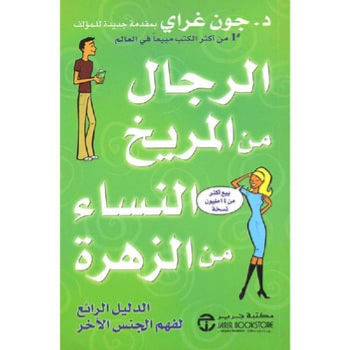 د. جون غراي بمقدمة جديدة للمؤلف
1# من أكثر الكتب مبيعا في العالم
الرجال
من المريخ
النساء
من الزهرة
بيع أكثر
من ١٤ مليون
نسخة
الدليل الرائع
لفهم الجنس الآخر
مكتبة جرير
JARIR BOOKSTORE